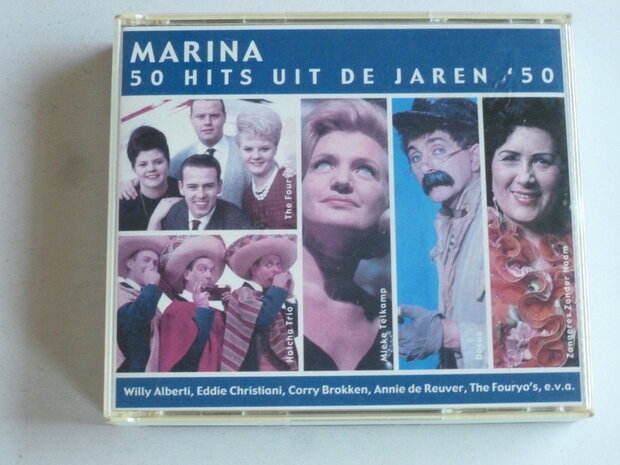 MARINA
50 HITS UIT DE JAREN '50
The Fouryo's
Hotcha Trio
Mieke Telkamp
Dorus
Zangeres Zonder Naam
Willy Alberti, Eddie Christiani, Corry Brokken, Annie de Reuver, The Fouryo's, e.v.a.